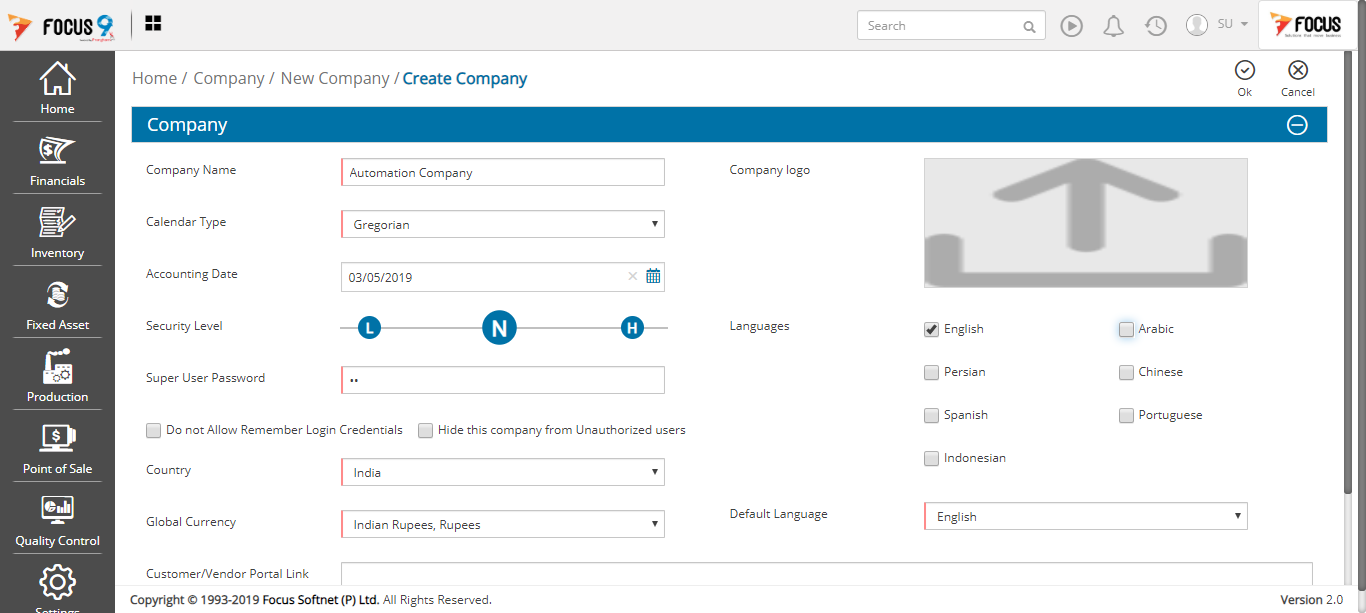 FOCUS 9
Search
SU
FOCUS
Home / Company / New Company / Create Company
Ok
Cancel
Home
Financials
Inventory
Fixed Asset
Production
Point of Sale
Quality Control
Settings
Company
Company Name
Automation Company
Calendar Type
Gregorian
Accounting Date
03/05/2019
Security Level
L
N
H
Super User Password
••
Do not Allow Remember Login Credentials
Hide this company from Unauthorized users
Country
India
Global Currency
Indian Rupees, Rupees
Customer/Vendor Portal Link
Company logo
Languages
English
Arabic
Persian
Chinese
Spanish
Portuguese
Indonesian
Default Language
English
Copyright © 1993-2019 Focus Softnet (P) Ltd. All Rights Reserved.
Version 2.0